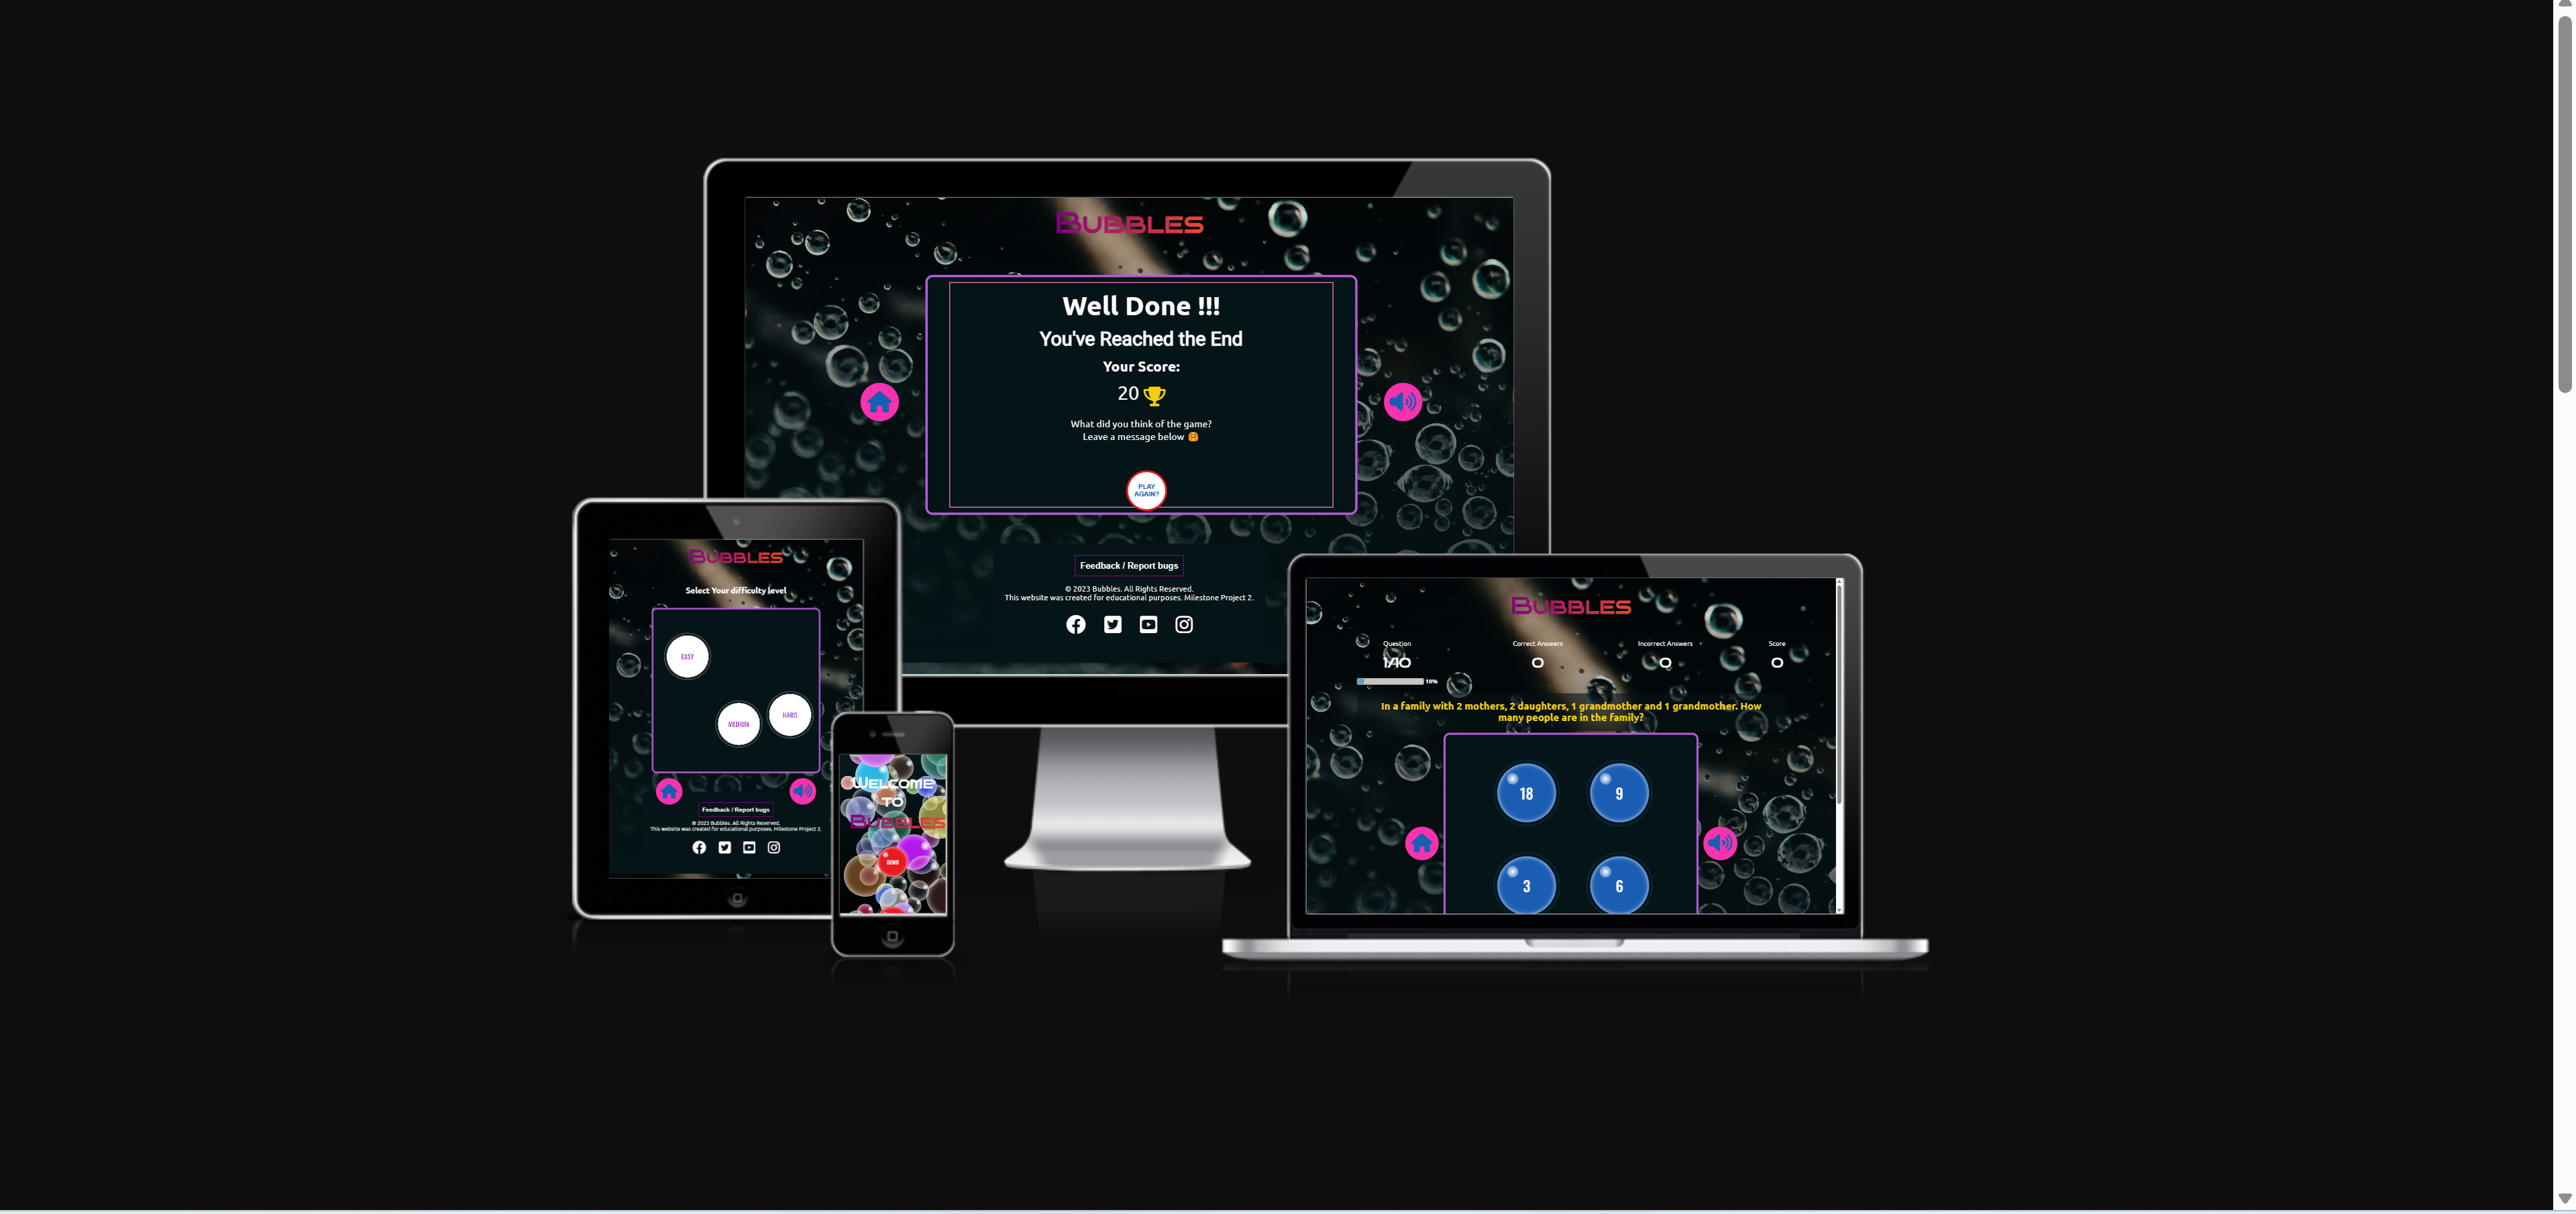 Bubbles
Well Done !!!
You've Reached the End
Your Score:
20
What did you think of the game?
Leave a message below
PLAY
AGAIN?
Feedback / Report bugs
© 2023 Bubbles. All Rights Reserved.
This website was created for educational purposes. Milestone Project 2.
Bubbles
Select Your difficulty level
EASY
MEDIUM
HARD
Feedback / Report bugs
© 2023 Bubbles. All Rights Reserved.
This website was created for educational purposes. Milestone Project 2.
Welcome
to
Bubbles
DEMO
Bubbles
Question Correct Answers Incorrect Answers Score
1/10 0 0 0
10%
In a family with 2 mothers, 2 daughters, 1 grandmother and 1 grandmother. How
many people are in the family?
18 9
3 6